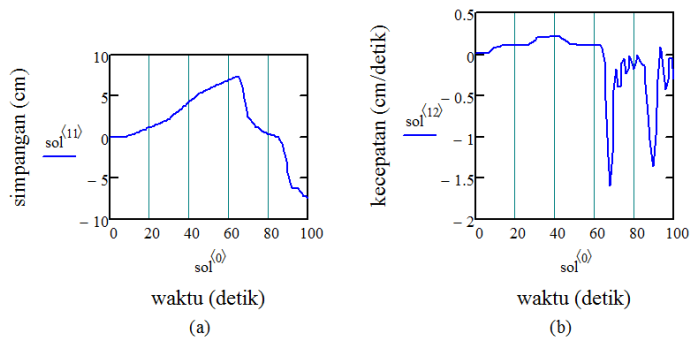 10
5
0
− 5
− 10
0 20 40 60 80 100
simpangan (cm)
sol⟨11⟩
sol⟨0⟩
waktu (detik)
(a)
0.5
0
− 0.5
− 1
− 1.5
− 2
0 20 40 60 80 100
kecepatan (cm/detik)
sol⟨12⟩
sol⟨0⟩
waktu (detik)
(b)